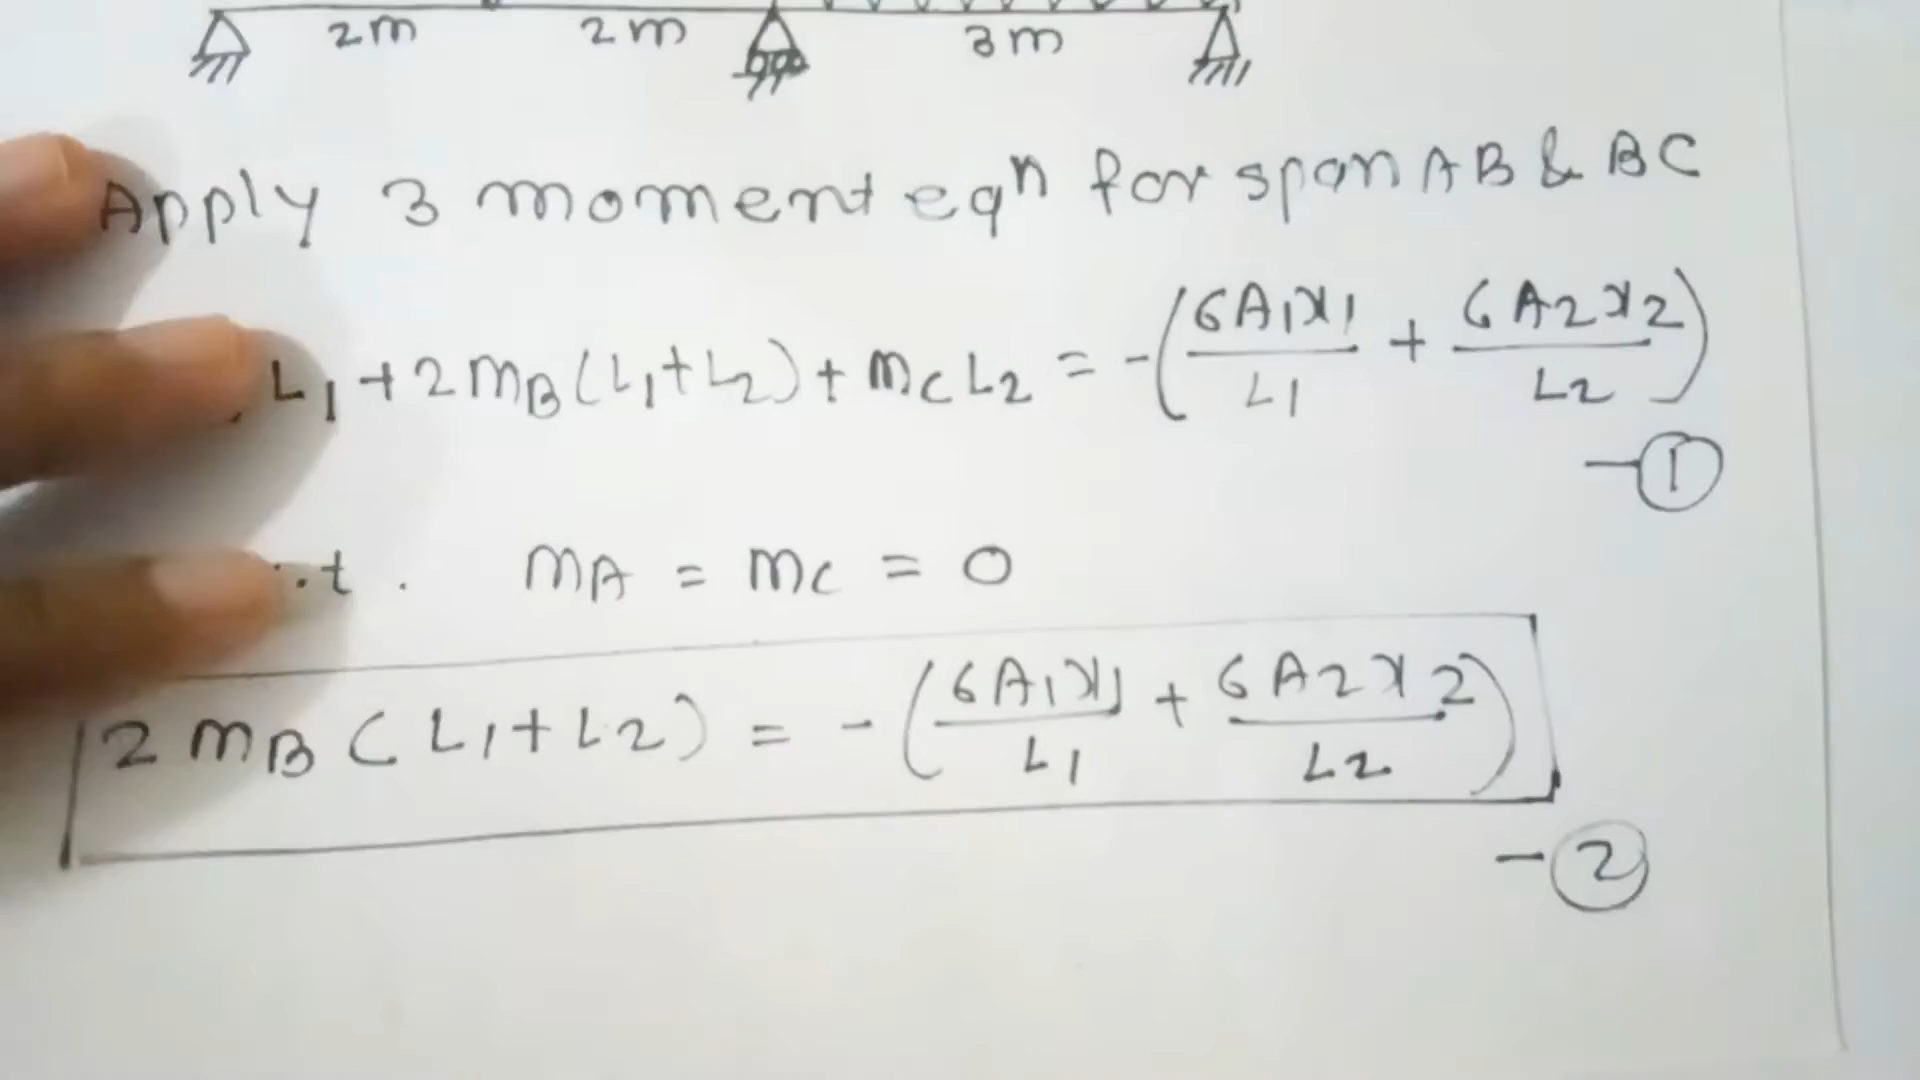 2m 2m 3m
Apply 3 moment eqⁿ for span AB & BC
L₁ + 2MB(L₁+L₂) + MCL₂ = -(6A₁x₁/L₁ + 6A₂x₂/L₂)
-①
MA = MC = 0
2MB(L₁+L₂) = -(6A₁x₁/L₁ + 6A₂x₂/L₂)
-②